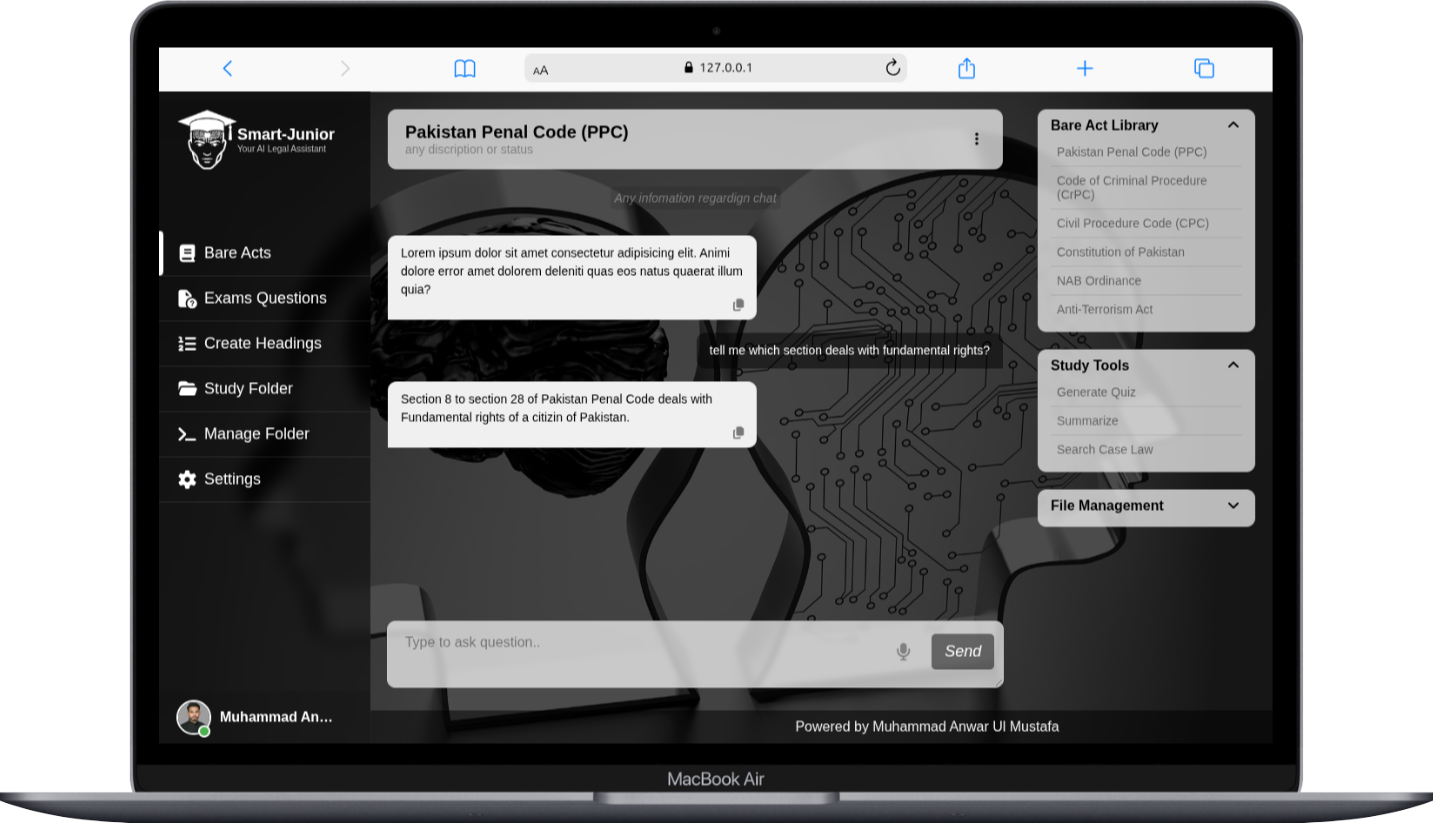 AA
127.0.0.1
Smart-Junior
Your AI Legal Assistant
Bare Acts
Exams Questions
Create Headings
Study Folder
Manage Folder
Settings
Muhammad An...
Pakistan Penal Code (PPC)
any discription or status
Any infomation regardign chat
Lorem ipsum dolor sit amet consectetur adipisicing elit. Animi
dolore error amet dolorem deleniti quas eos natus quaerat illum
quia?
tell me which section deals with fundamental rights?
Section 8 to section 28 of Pakistan Penal Code deals with
Fundamental rights of a citizin of Pakistan.
Type to ask question..
Send
Bare Act Library
Pakistan Penal Code (PPC)
Code of Criminal Procedure
(CrPC)
Civil Procedure Code (CPC)
Constitution of Pakistan
NAB Ordinance
Anti-Terrorism Act
Study Tools
Generate Quiz
Summarize
Search Case Law
File Management
Powered by Muhammad Anwar Ul Mustafa
MacBook Air